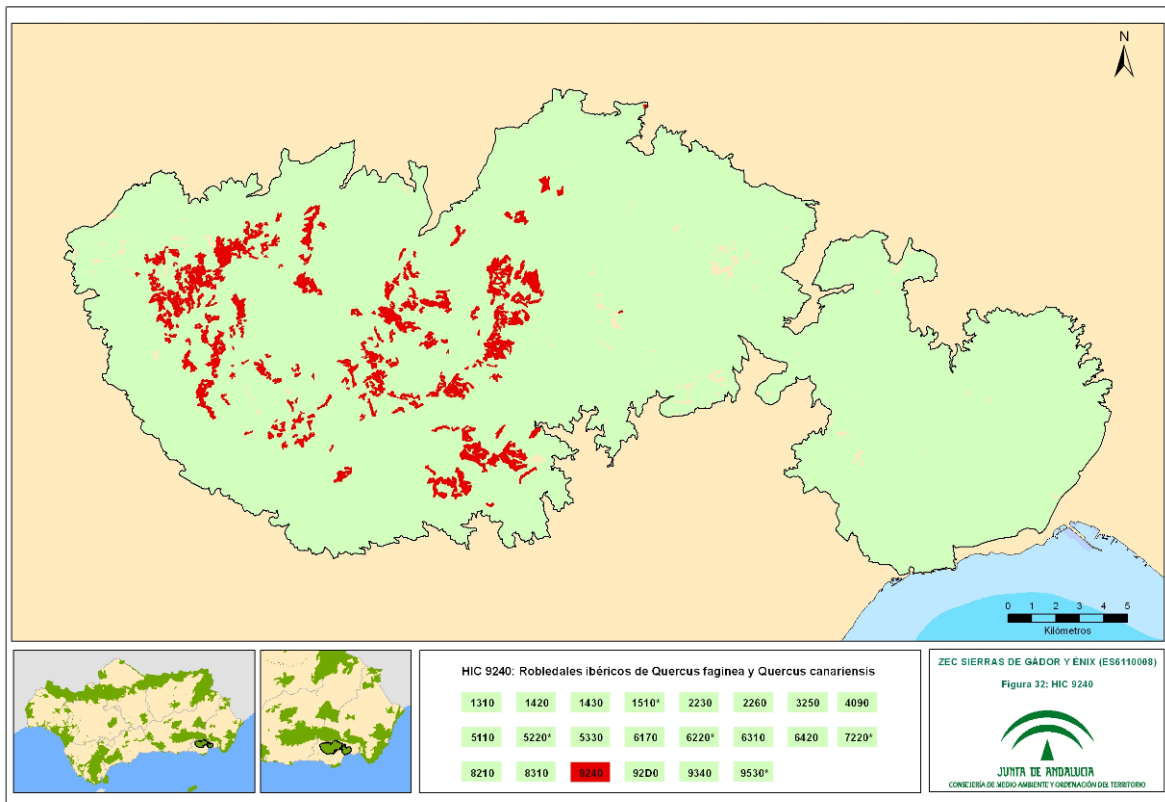 N
0 1 2 3 4 5
Kilómetros
HIC 9240: Robledales ibéricos de Quercus faginea y Quercus canariensis
1310 1420 1430 1510* 2230 2260 3250 4090
5110 5220* 5330 6170 6220* 6310 6420 7220*
8210 8310 9240 92D0 9340 9530*
ZEC SIERRAS DE GÁDOR Y ÉNIX (ES6110008)
Figura 32: HIC 9240
JUNTA DE ANDALUCIA
CONSEJERÍA DE MEDIO AMBIENTE Y ORDENACIÓN DEL TERRITORIO